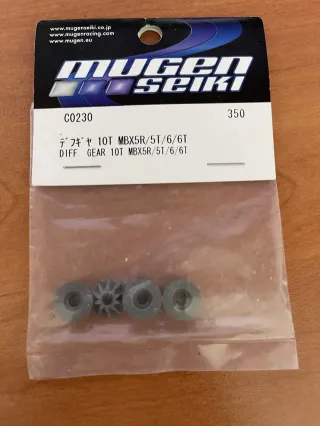 www.mugenseiki.co.jp
www.mugenracing.com
www.mugen.eu
mugen
SEIKI
C0230 350
デフギヤ 10T MBX5R/5T/6/6T
DIFF. GEAR 10T MBX5R/5T/6/6T